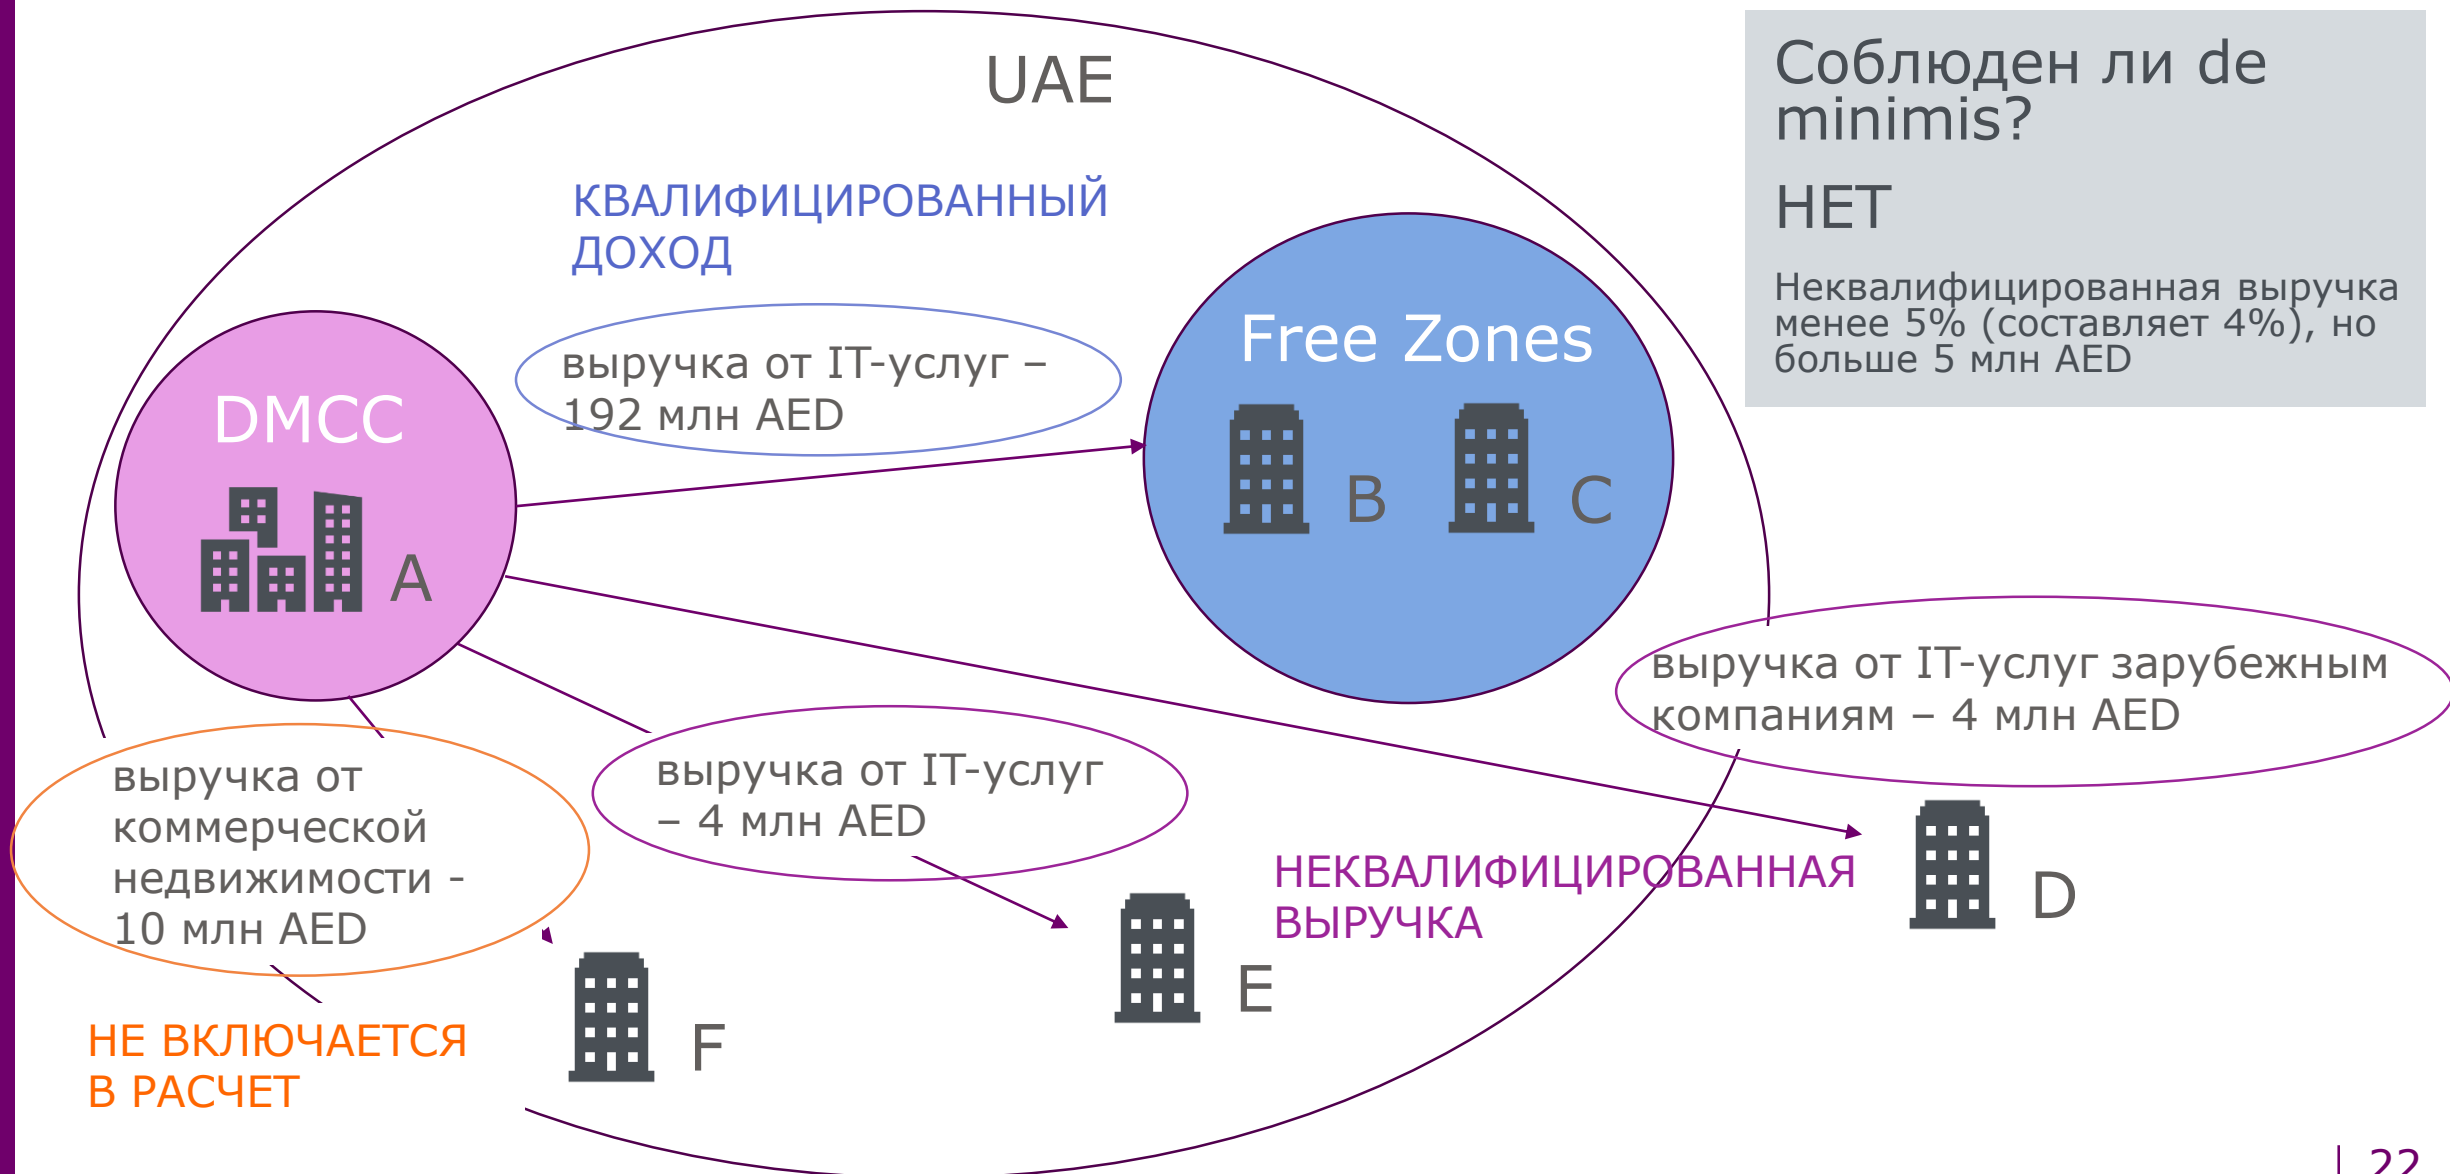 UAE
Соблюден ли de
minimis?
НЕТ
Неквалифицированная выручка
менее 5% (составляет 4%), но
больше 5 млн AED
КВАЛИФИЦИРОВАННЫЙ
ДОХОД
выручка от IT-услуг –
192 млн AED
Free Zones
DMCC
B
C
A
выручка от IT-услуг зарубежным
компаниям – 4 млн AED
выручка от IT-услуг
– 4 млн AED
выручка от
коммерческой
недвижимости -
10 млн AED
НЕКВАЛИФИЦИРОВАННАЯ
ВЫРУЧКА
D
E
F
НЕ ВКЛЮЧАЕТСЯ
В РАСЧЕТ
| 22